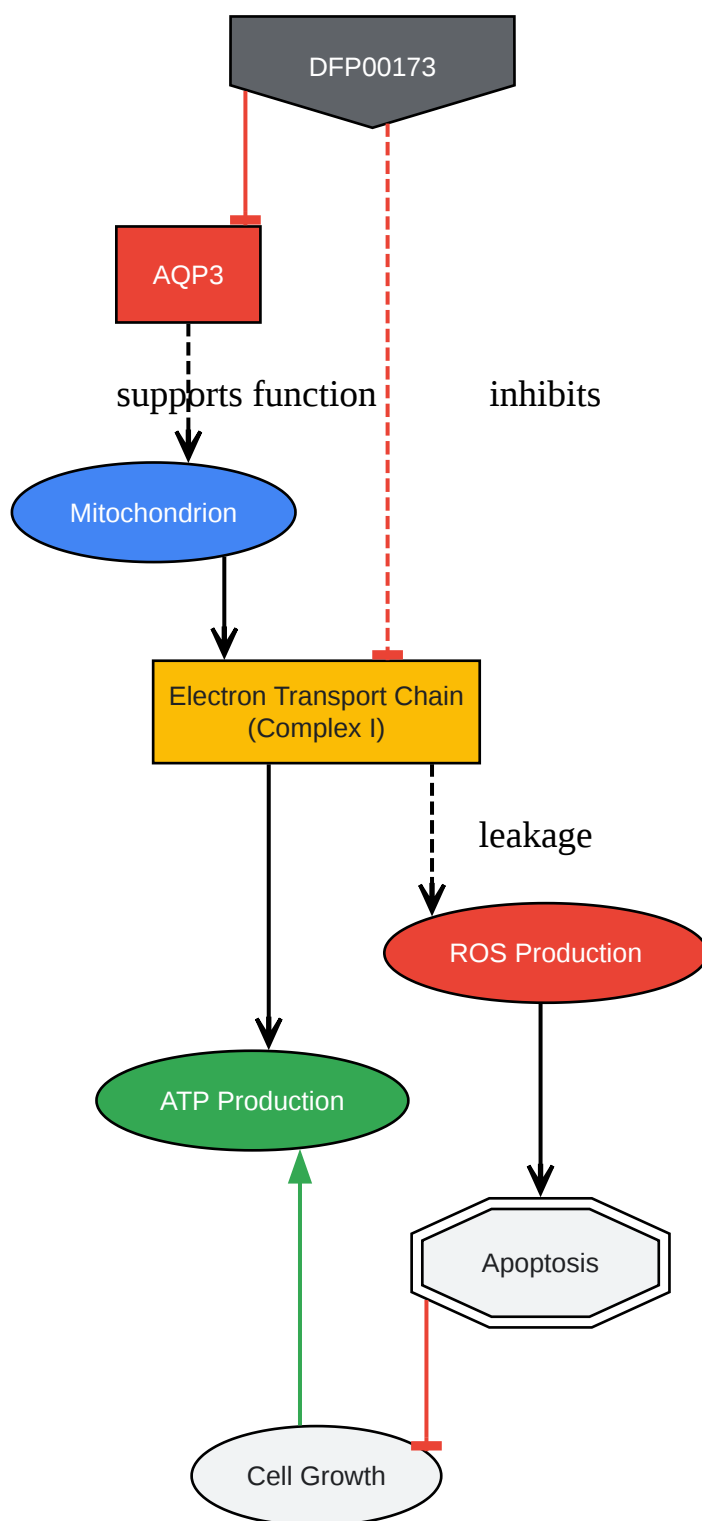 DFP00173
AQP3
supports function
inhibits
Mitochondrion
Electron Transport Chain
(Complex I)
leakage
ROS Production
ATP Production
Apoptosis
Cell Growth